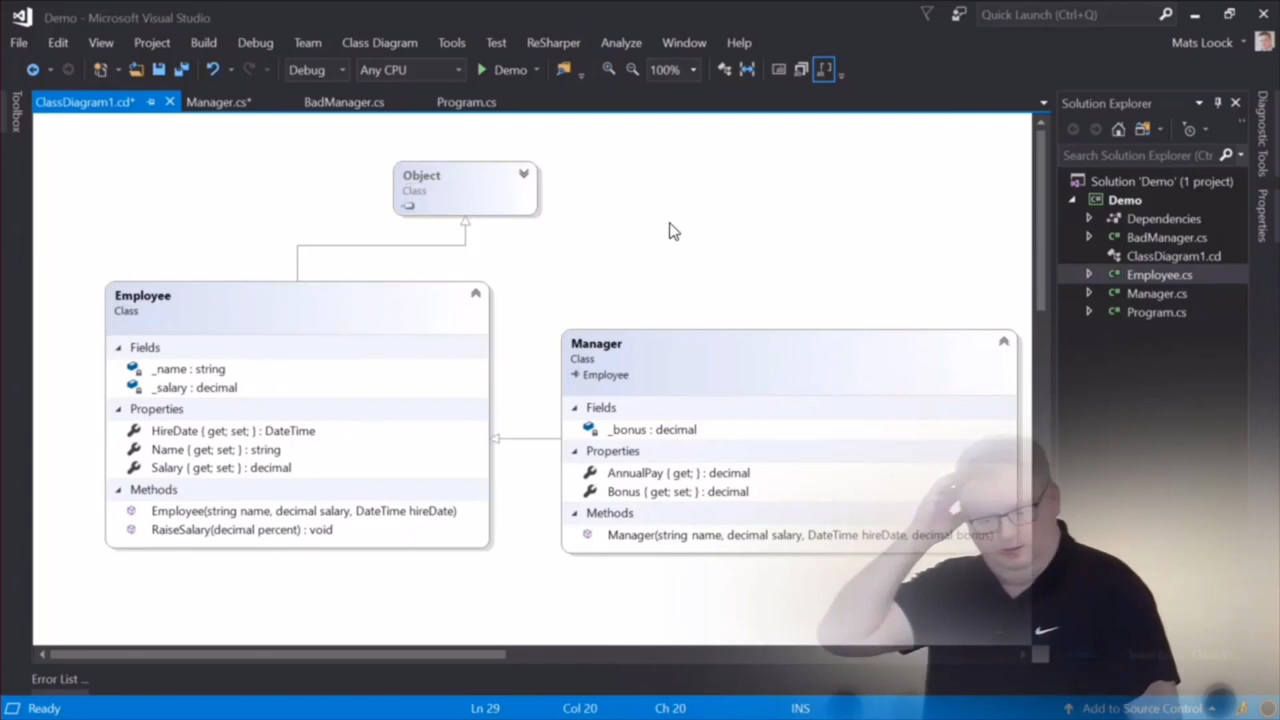 Demo - Microsoft Visual Studio
Quick Launch (Ctrl+Q)
File Edit View Project Build Debug Team Class Diagram Tools Test ReSharper Analyze Window Help
Mats Loock
Debug Any CPU Demo 100%
ClassDiagram1.cd* Manager.cs* BadManager.cs Program.cs
Toolbox
Object
Class
Employee
Class
Fields
_name : string
_salary : decimal
Properties
HireDate { get; set; } : DateTime
Name { get; set; } : string
Salary { get; set; } : decimal
Methods
Employee(string name, decimal salary, DateTime hireDate)
RaiseSalary(decimal percent) : void
Manager
Class
Employee
Fields
_bonus : decimal
Properties
AnnualPay { get; } : decimal
Bonus { get; set; } : decimal
Methods
Manager(string name, decimal salary, DateTime hireDate, decimal bonus)
Solution Explorer
Search Solution Explorer (Ctr
Solution 'Demo' (1 project)
Demo
Dependencies
BadManager.cs
ClassDiagram1.cd
Employee.cs
Manager.cs
Program.cs
Diagnostic Tools
Properties
Error List ...
Ready Ln 29 Col 20 Ch 20 INS Add to Source Control